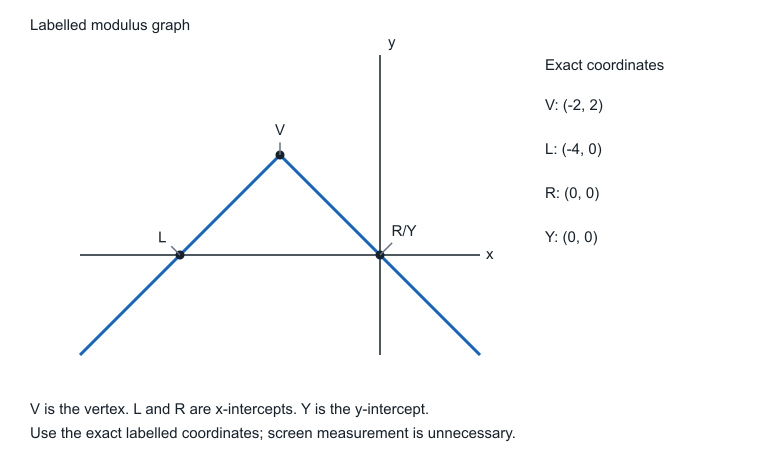 Labelled modulus graph
y
Exact coordinates
V: (-2, 2)
V
L: (-4, 0)
R: (0, 0)
L
R/Y
Y: (0, 0)
x
V is the vertex. L and R are x-intercepts. Y is the y-intercept.
Use the exact labelled coordinates; screen measurement is unnecessary.